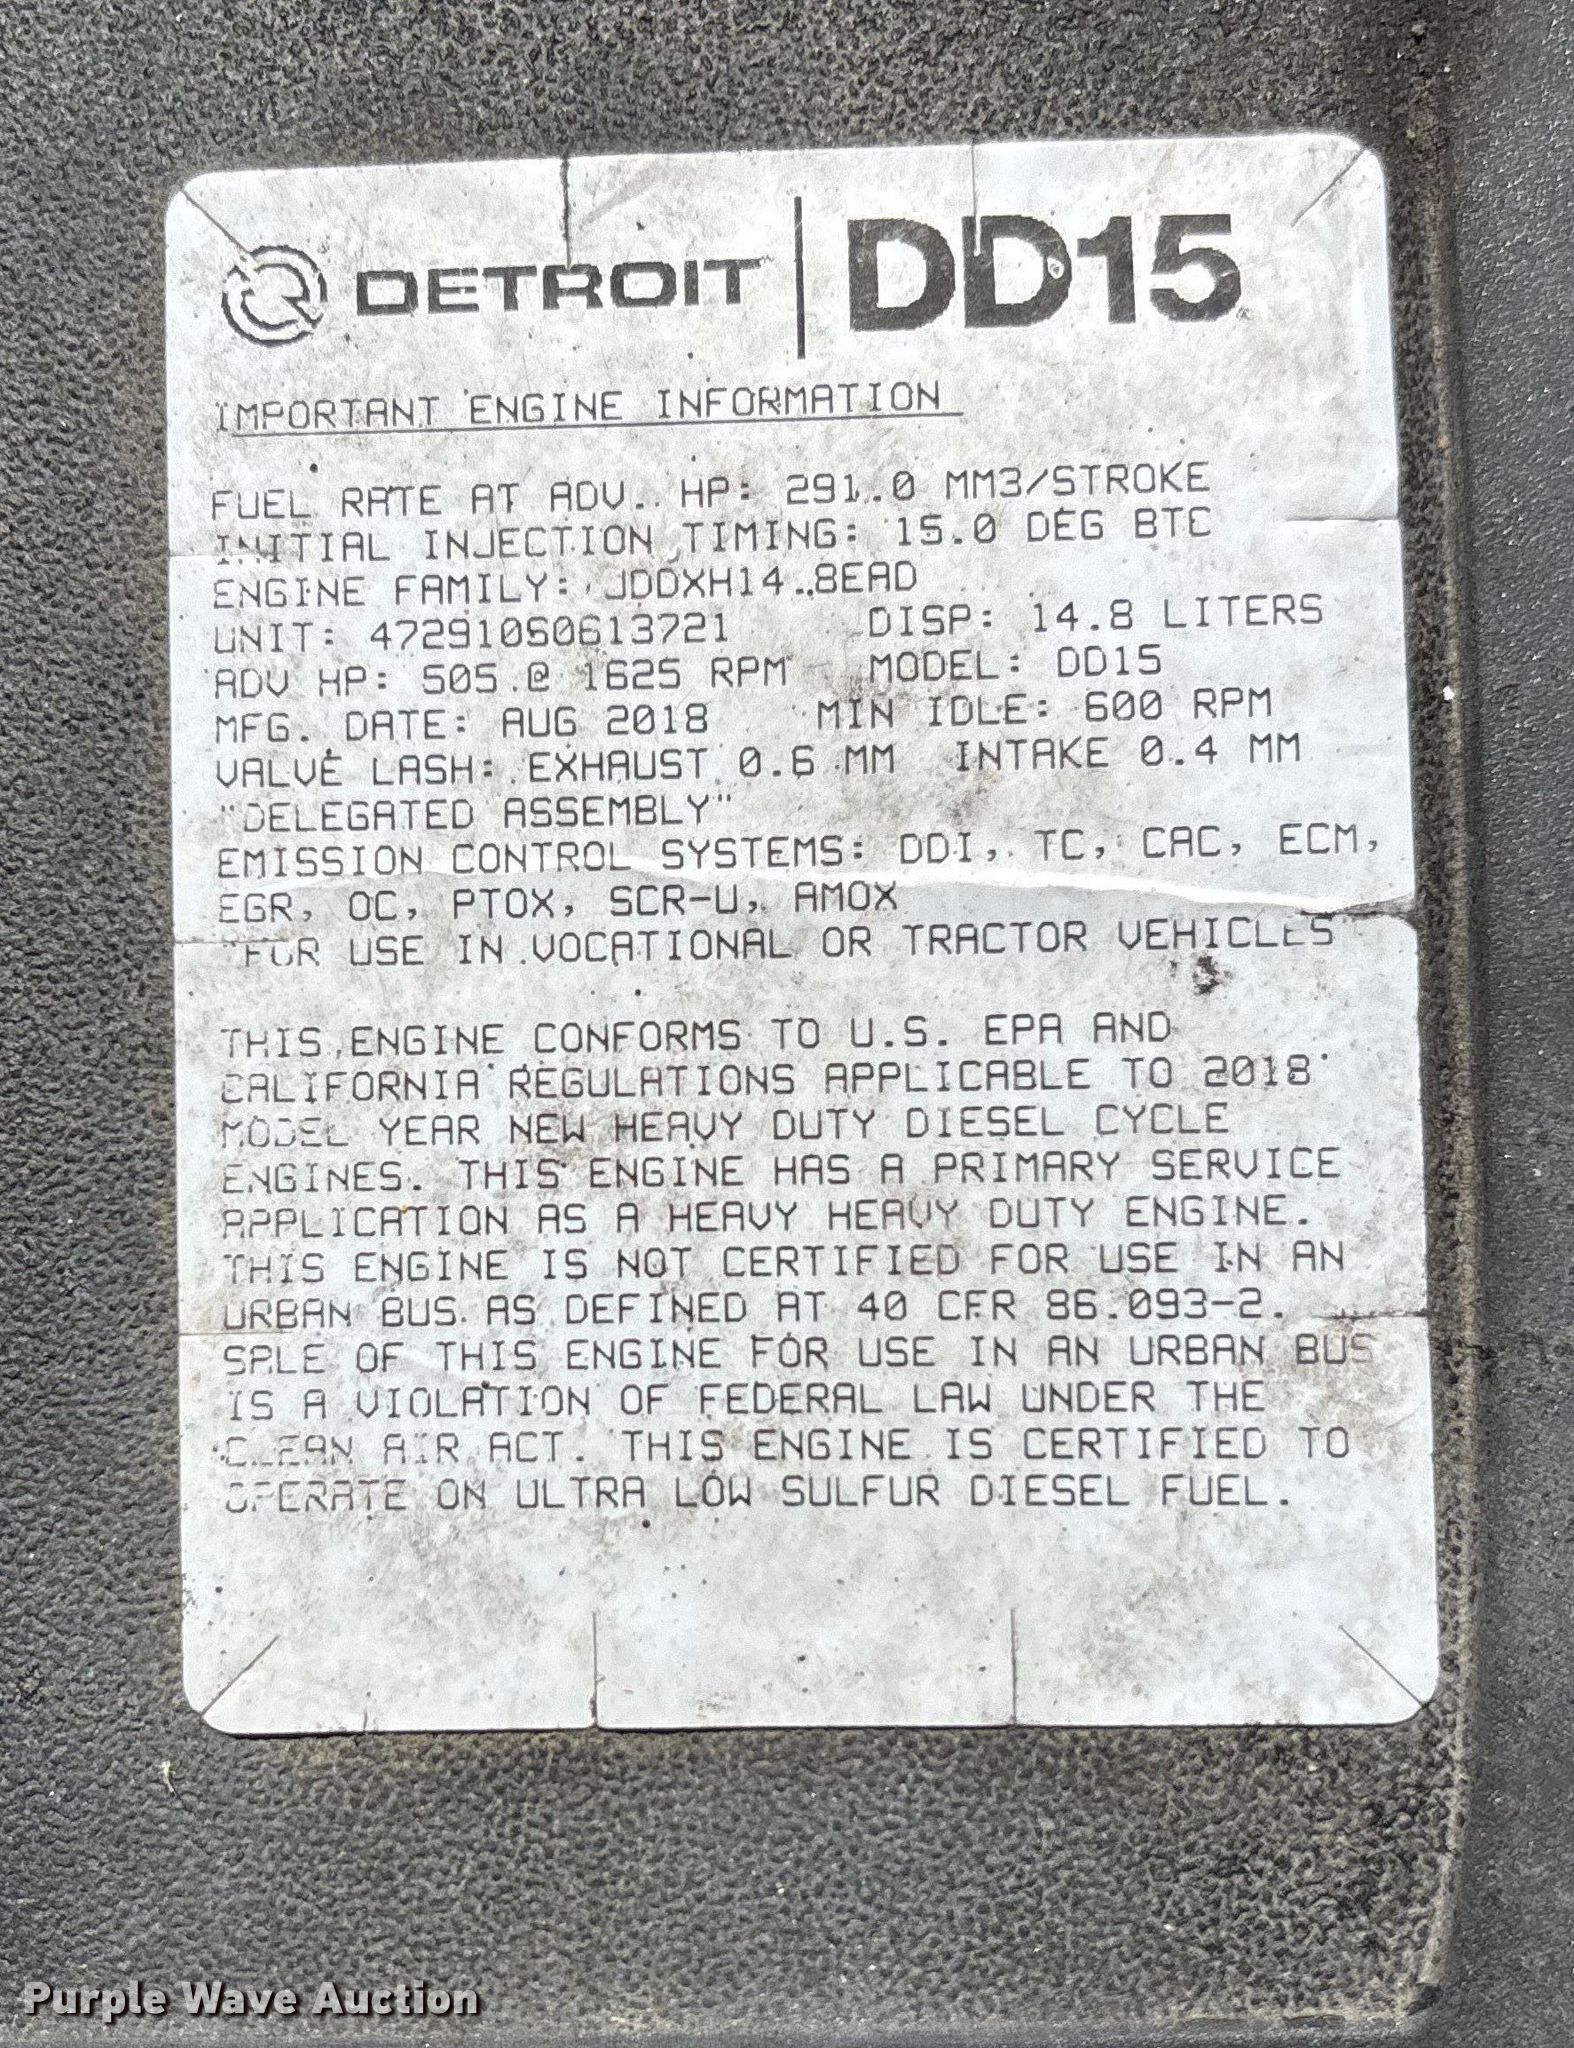 DETROIT | DD15
IMPORTANT ENGINE INFORMATION
FUEL RATE AT ADV. HP: 291.0 MM3/STROKE
INITIAL INJECTION TIMING: 15.0 DEG BTC
ENGINE FAMILY: JDDXH14.8EAD
UNIT: 472910S0613721 DISP: 14.8 LITERS
ADV HP: 505 @ 1625 RPM MODEL: DD15
MFG. DATE: AUG 2018 MIN IDLE: 600 RPM
VALVE LASH: EXHAUST 0.6 MM INTAKE 0.4 MM
"DELEGATED ASSEMBLY"
EMISSION CONTROL SYSTEMS: DDI, TC, CAC, ECM,
EGR, OC, PTOX, SCR-U, AMOX
"FOR USE IN VOCATIONAL OR TRACTOR VEHICLES"
THIS ENGINE CONFORMS TO U.S. EPA AND
CALIFORNIA REGULATIONS APPLICABLE TO 2018
MODEL YEAR NEW HEAVY DUTY DIESEL CYCLE
ENGINES. THIS ENGINE HAS A PRIMARY SERVICE
APPLICATION AS A HEAVY HEAVY DUTY ENGINE.
THIS ENGINE IS NOT CERTIFIED FOR USE IN AN
URBAN BUS AS DEFINED AT 40 CFR 86.093-2.
SALE OF THIS ENGINE FOR USE IN AN URBAN BUS
IS A VIOLATION OF FEDERAL LAW UNDER THE
CLEAN AIR ACT. THIS ENGINE IS CERTIFIED TO
OPERATE ON ULTRA LOW SULFUR DIESEL FUEL.
Purple Wave Auction